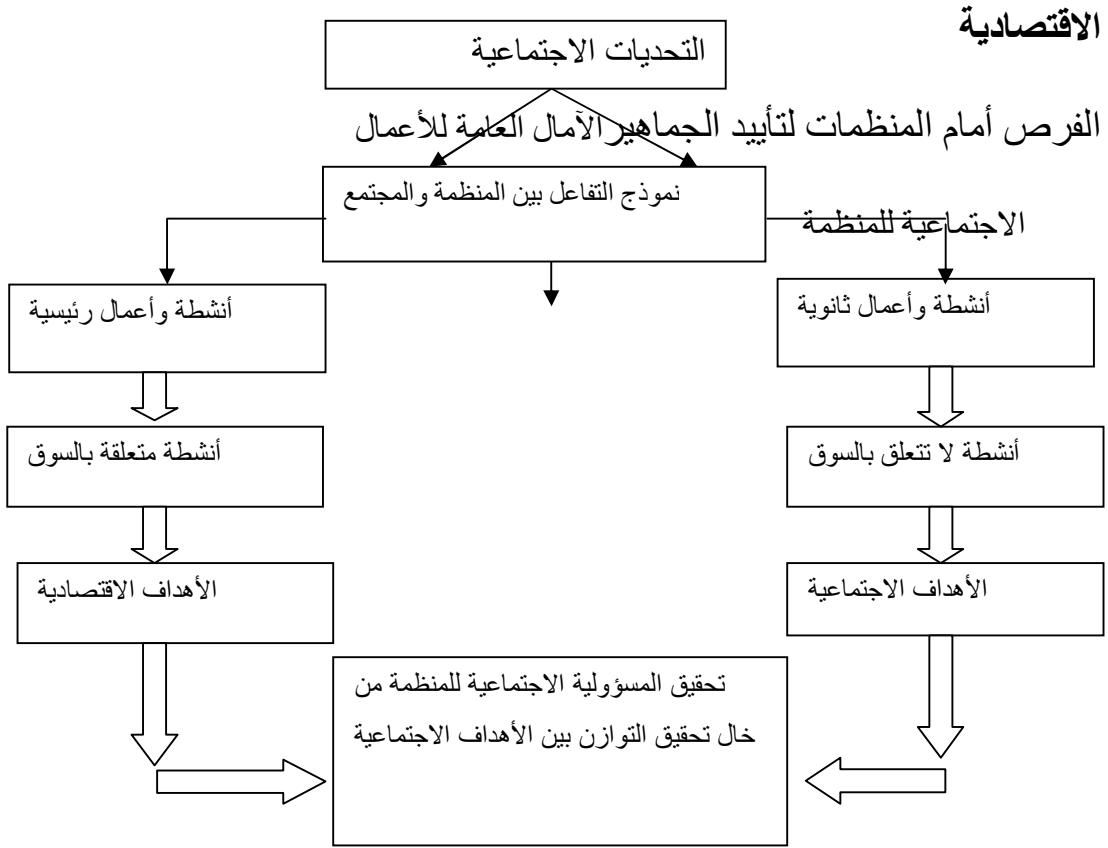 الاقتصادية
التحديات الاجتماعية
الفرص أمام المنظمات لتأييد الجماهير الآمال العامة للأعمال
نموذج التفاعل بين المنظمة والمجتمع
الاجتماعية للمنظمة
أنشطة وأعمال ثانوية
أنشطة وأعمال رئيسية
أنشطة لا تتعلق بالسوق
أنشطة متعلقة بالسوق
الأهداف الاجتماعية
الأهداف الاقتصادية
تحقيق المسؤولية الاجتماعية للمنظمة من
خال تحقيق التوازن بين الأهداف الاجتماعية